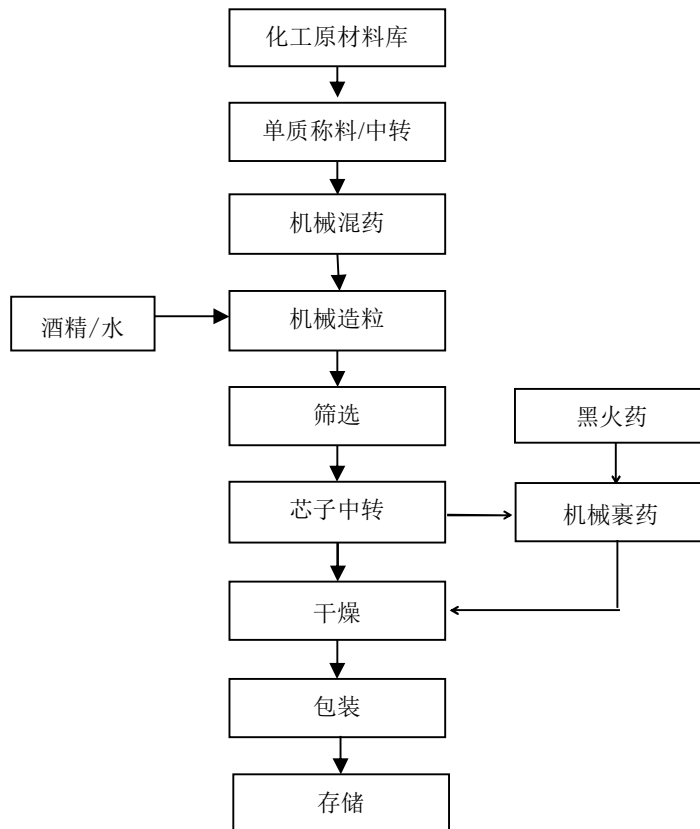 化工原材料库
单质称料/中转
机械混药
酒精/水
机械造粒
筛选
黑火药
芯子中转
机械裹药
干燥
包装
存储